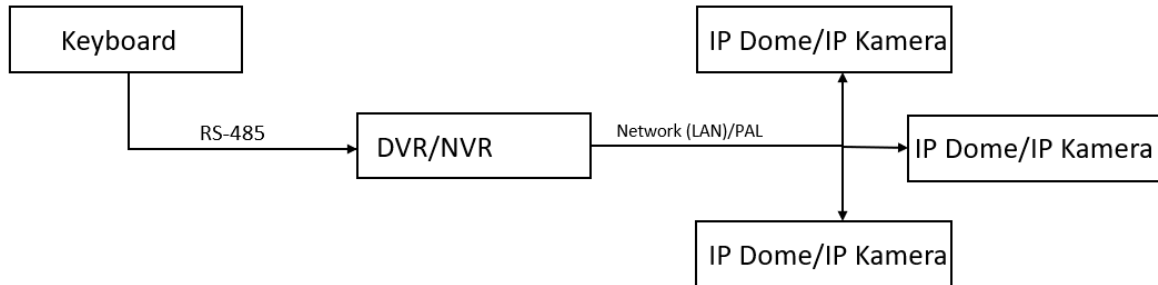 Keyboard
IP Dome/IP Kamera
RS-485
DVR/NVR
Network (LAN)/PAL
IP Dome/IP Kamera
IP Dome/IP Kamera